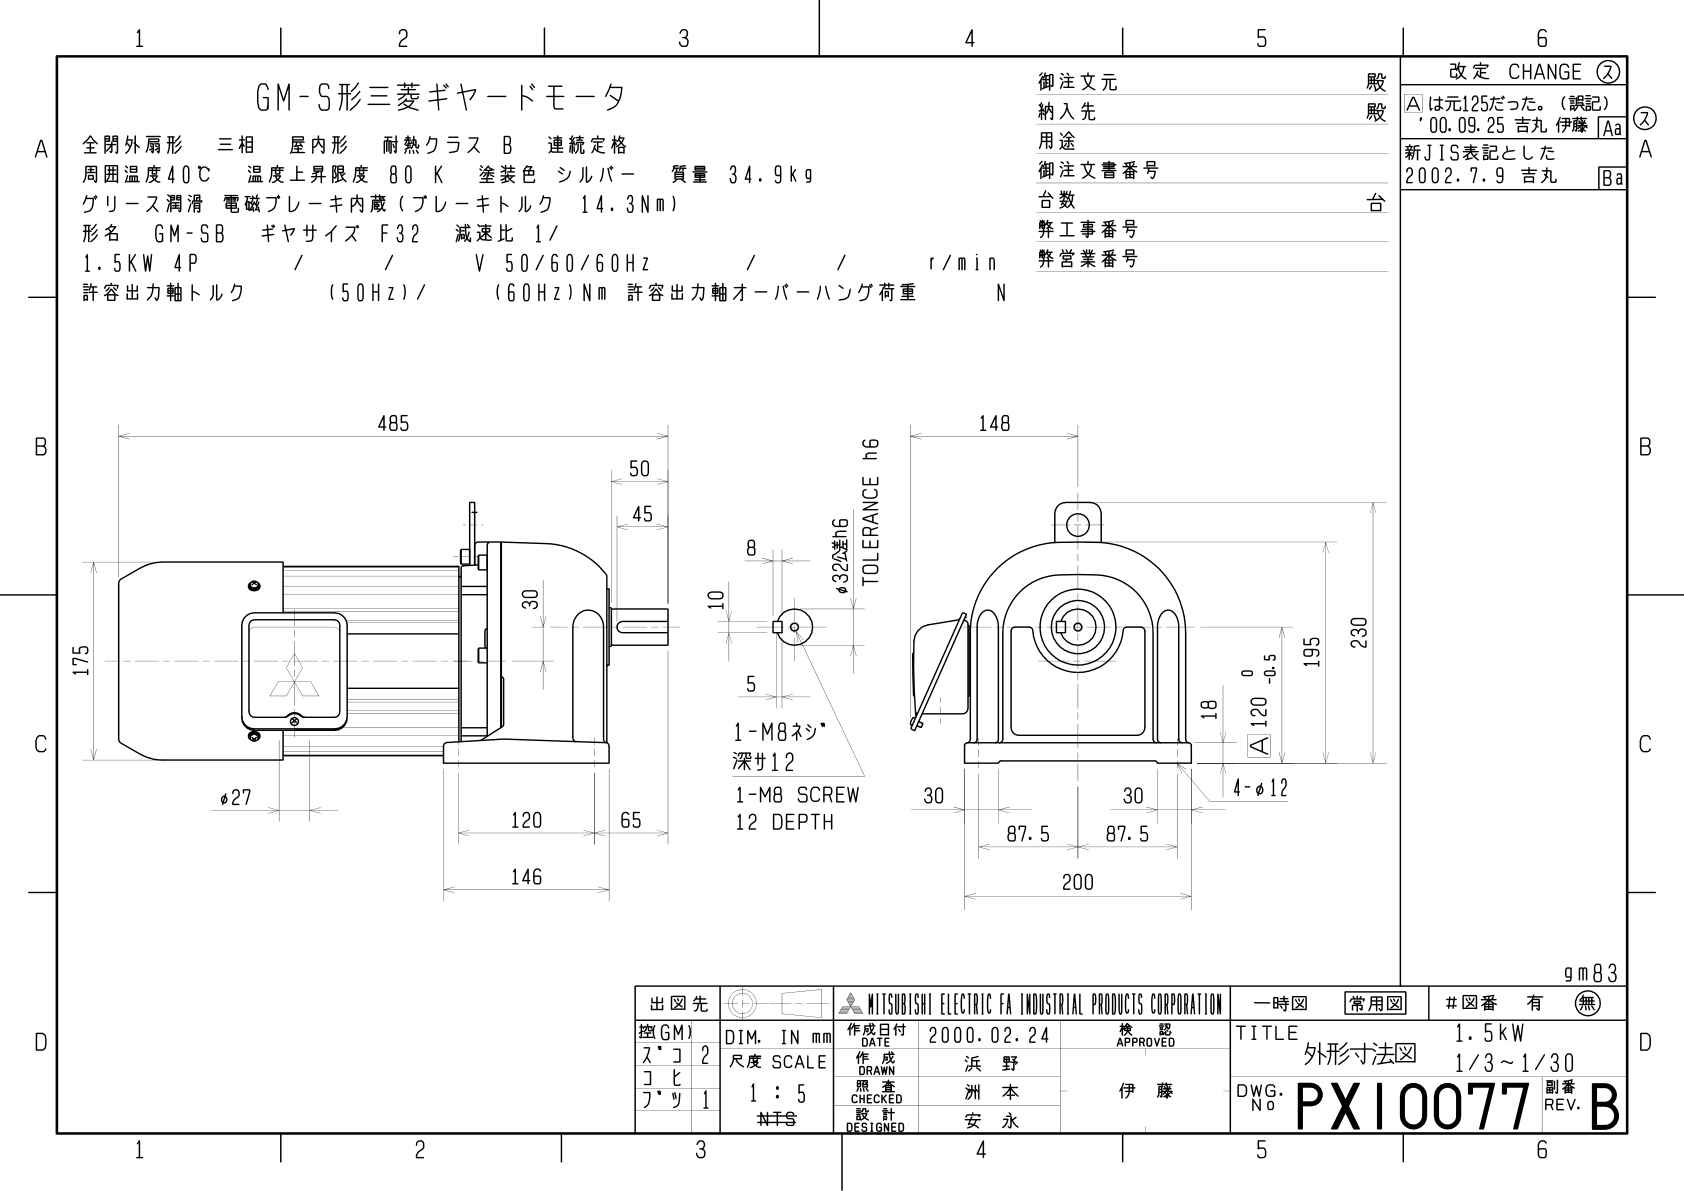 1 2 3 4 5 6
A B C D
A B C D
GM-S形三菱ギヤードモータ
全閉外扇形 三相 屋内形 耐熱クラス B 連続定格
周囲温度40℃ 温度上昇限度 80 K 塗装色 シルバー 質量 34.9kg
グリース潤滑 電磁ブレーキ内蔵(ブレーキトルク 14.3Nm)
形名 GM-SB ギヤサイズ F32 減速比 1/
1.5KW 4P / / V 50/60/60Hz / / r/min
許容出力軸トルク (50Hz)/ (60Hz)Nm 許容出力軸オーバーハング荷重 N
御注文元 殿
納入先 殿
用途
御注文書番号
台数 台
弊工事番号
弊営業番号
改定 CHANGE ス
A は元125だった。(誤記)
'00.09.25 吉丸 伊藤 Aa
ス
新JIS表記とした
2002.7.9 吉丸 Ba
485
50
45
30
175
φ27
120
65
146
8
10
5
φ32公差h6
TOLERANCE h6
1-M8ネジ
深サ12
1-M8 SCREW
12 DEPTH
148
230
195
A 120 0 -0.5
18
4-φ12
30
30
87.5
87.5
200
gm83
出図先
控(GM)
ズコ 2
コヒ
ブツ 1
DIM. IN mm
尺度 SCALE
1 : 5
NTS
MITSUBISHI ELECTRIC FA INDUSTRIAL PRODUCTS CORPORATION
作成日付 DATE 2000.02.24
検認 APPROVED
作成 DRAWN 浜野
照査 CHECKED 洲本
伊藤
設計 DESIGNED 安永
一時図 常用図 #図番 有 無
TITLE 外形寸法図
1.5kW
1/3~1/30
DWG. No PX10077
副番 REV. B
1 2 3 4 5 6